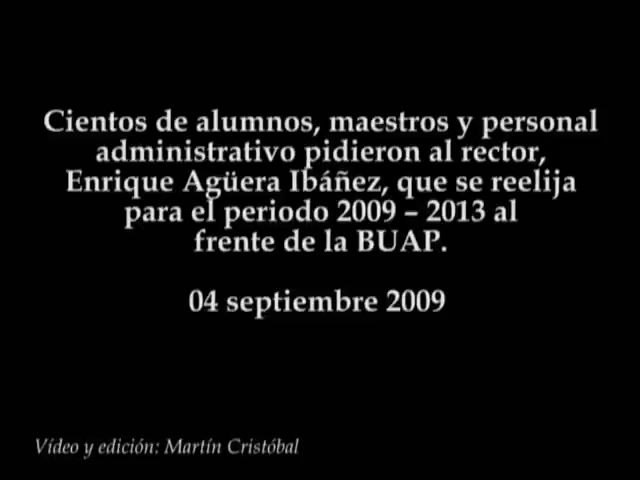 Cientos de alumnos, maestros y personal
administrativo pidieron al rector,
Enrique Agüera Ibáñez, que se reelija
para el periodo 2009 – 2013 al
frente de la BUAP.
04 septiembre 2009
Vídeo y edición: Martín Cristóbal